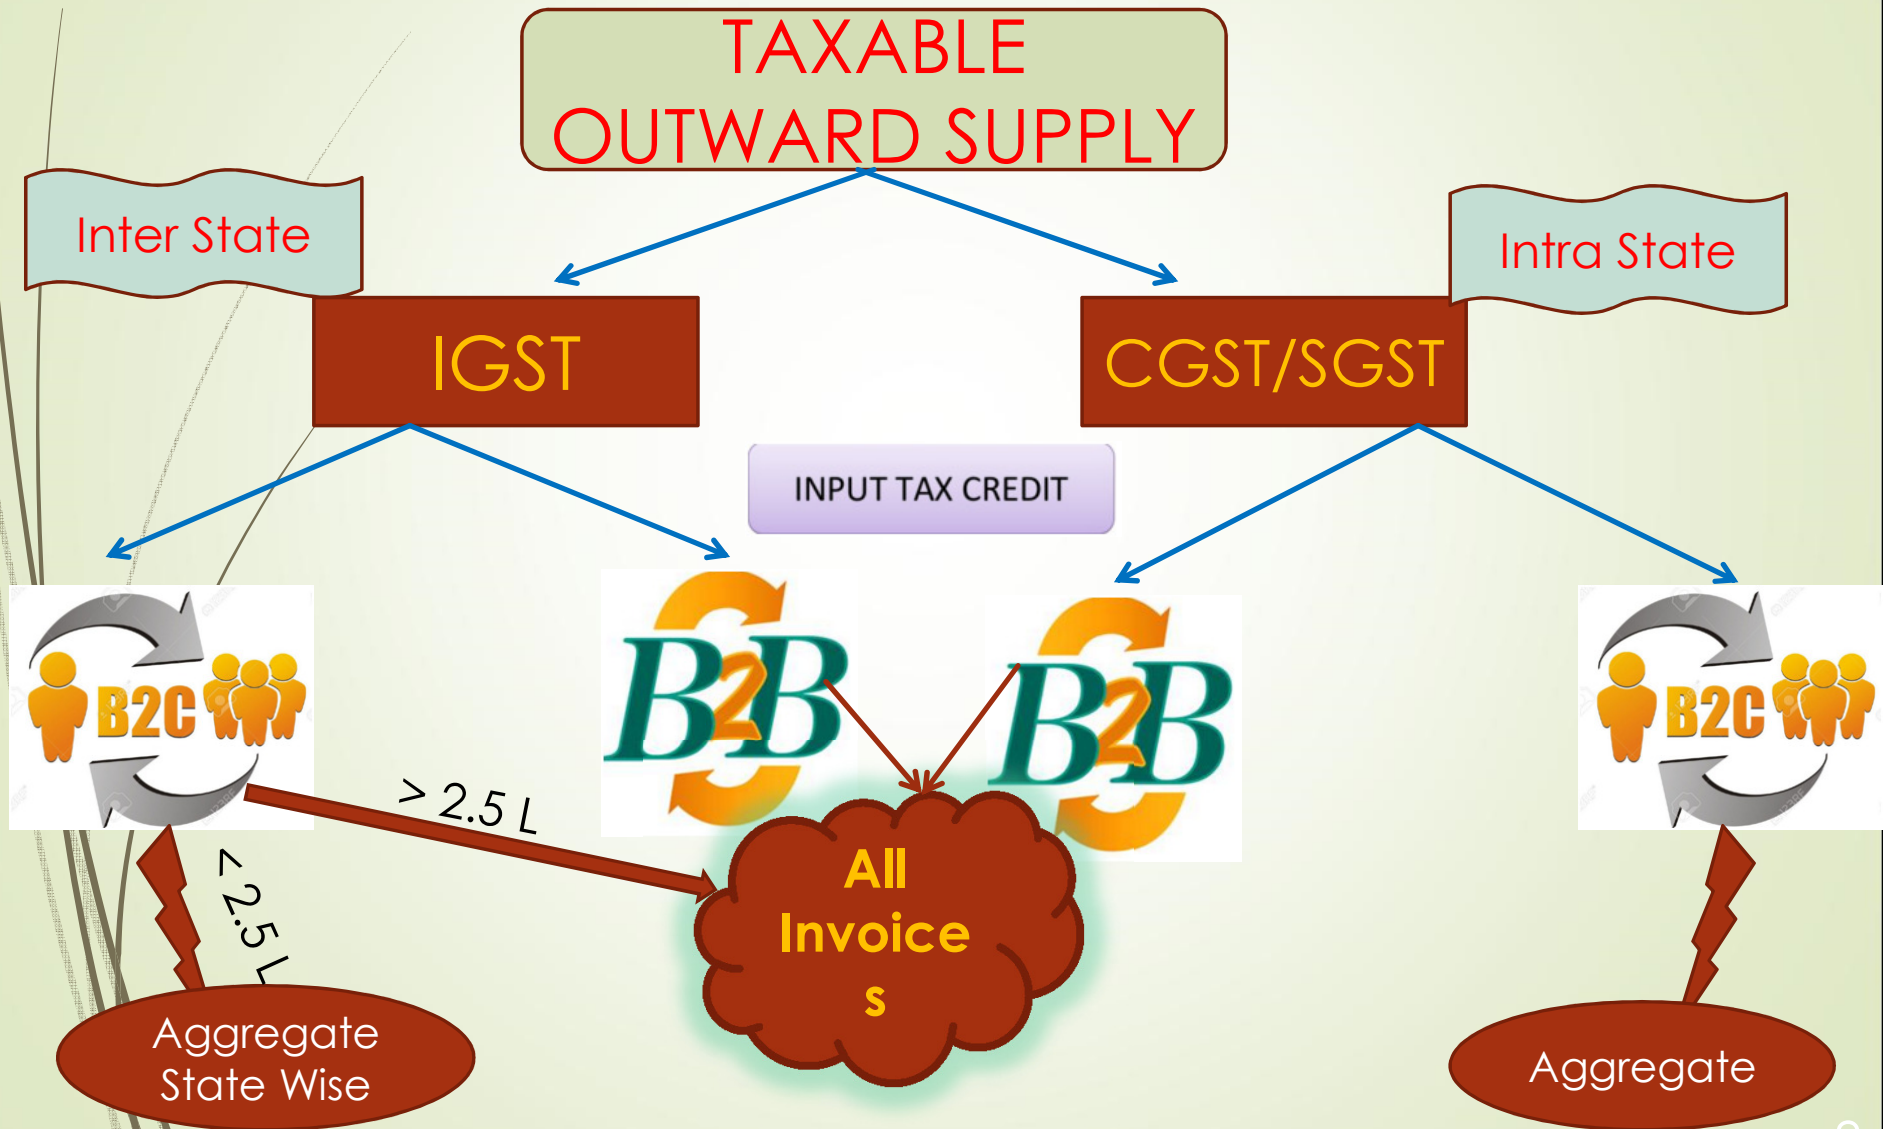 TAXABLE
OUTWARD SUPPLY
Inter State
Intra State
IGST
CGST/SGST
INPUT TAX CREDIT
B2C
B2B
B2B
B2C
> 2.5 L
< 2.5 L
All
Invoice
s
Aggregate
State Wise
Aggregate